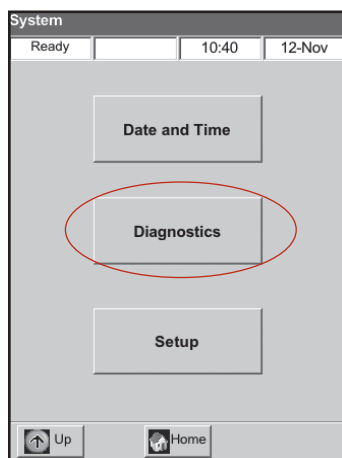 System
Ready 10:40 12-Nov
Date and Time
Diagnostics
Setup
Up Home